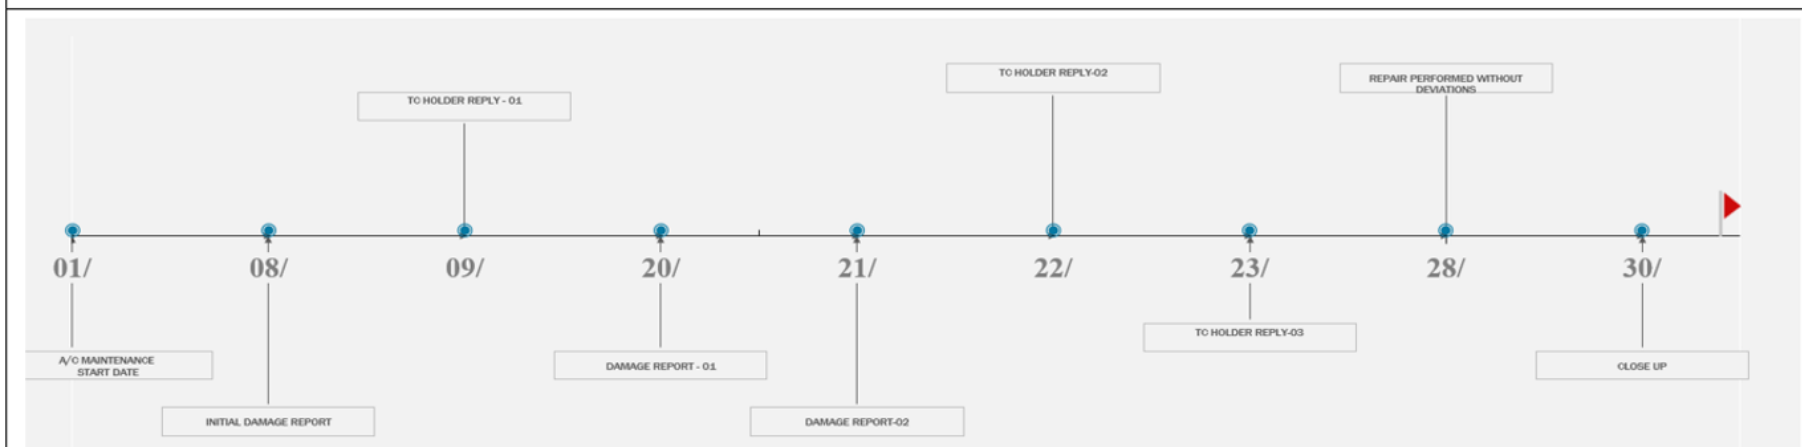 TC HOLDER REPLY - 01
TC HOLDER REPLY-02
REPAIR PERFORMED WITHOUT
DEVIATIONS
01/
08/
09/
20/
21/
22/
23/
28/
30/
A/C MAINTENANCE
START DATE
INITIAL DAMAGE REPORT
DAMAGE REPORT - 01
DAMAGE REPORT-02
TC HOLDER REPLY-03
CLOSE UP